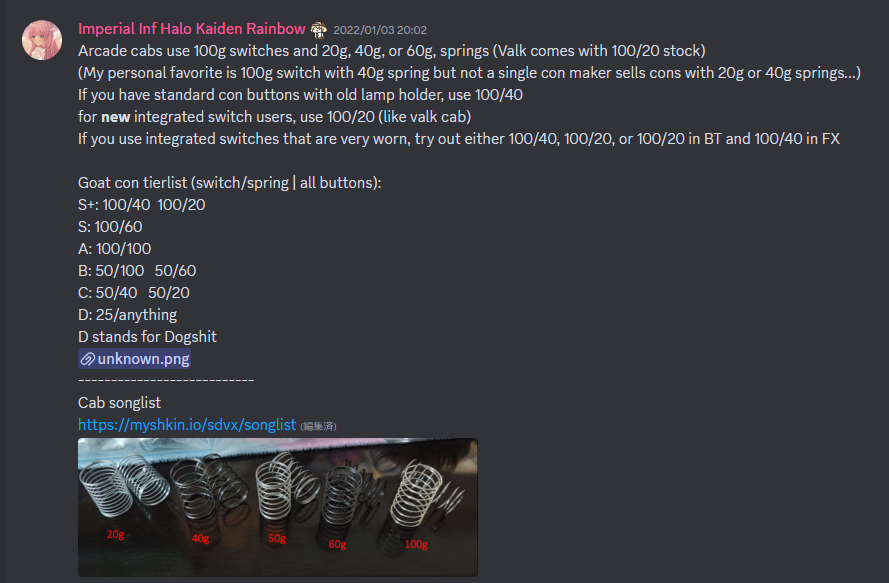 Imperial Inf Halo Kaiden Rainbow 2022/01/03 20:02
Arcade cabs use 100g switches and 20g, 40g, or 60g, springs (Valk comes with 100/20 stock)
(My personal favorite is 100g switch with 40g spring but not a single con maker sells cons with 20g or 40g springs...)
If you have standard con buttons with old lamp holder, use 100/40
for new integrated switch users, use 100/20 (like valk cab)
If you use integrated switches that are very worn, try out either 100/40, 100/20, or 100/20 in BT and 100/40 in FX
Goat con tierlist (switch/spring | all buttons):
S+: 100/40 100/20
S: 100/60
A: 100/100
B: 50/100 50/60
C: 50/40 50/20
D: 25/anything
D stands for Dogshit
unknown.png
---------------------------
Cab songlist
https://myshkin.io/sdvx/songlist (編集済)
20g
40g
50g
60g
100g